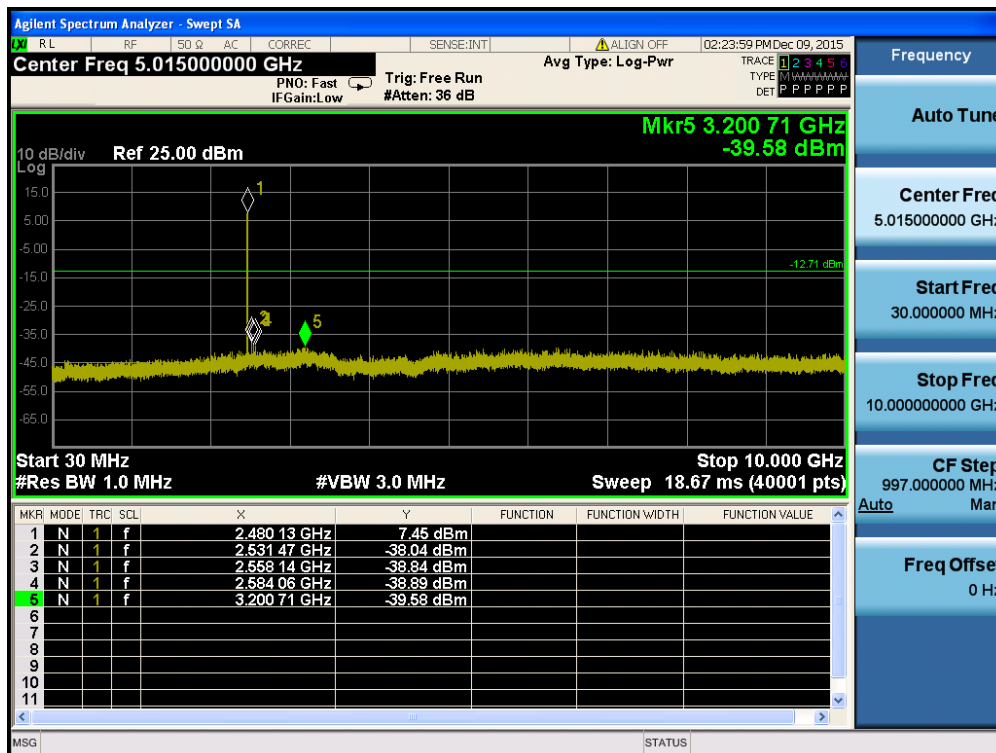 Agilent Spectrum Analyzer - Swept SA
LXI RL RF 50 Ω AC CORREC SENSE:INT ALIGN OFF 02:23:59 PM Dec 09, 2015
Center Freq 5.015000000 GHz
Avg Type: Log-Pwr
TRACE 1 2 3 4 5 6
PNO: Fast
Trig: Free Run
TYPE M
IFGain:Low
#Atten: 36 dB
DET P P P P P P
Mkr5 3.200 71 GHz
-39.58 dBm
10 dB/div Ref 25.00 dBm
Log
15.0
5.00
-5.00
-15.0
-25.0
-35.0
-45.0
-55.0
-65.0
1
5
-12.71 dBm
Start 30 MHz Stop 10.000 GHz
#Res BW 1.0 MHz #VBW 3.0 MHz Sweep 18.67 ms (40001 pts)
MKR MODE TRC SCL X Y FUNCTION FUNCTION WIDTH FUNCTION VALUE
1 N 1 f 2.480 13 GHz 7.45 dBm
2 N 1 f 2.531 47 GHz -38.04 dBm
3 N 1 f 2.558 14 GHz -38.84 dBm
4 N 1 f 2.584 06 GHz -38.89 dBm
5 N 1 f 3.200 71 GHz -39.58 dBm
6
7
8
9
10
11
MSG STATUS
Frequency
Auto Tune
Center Freq
5.015000000 GHz
Start Freq
30.000000 MHz
Stop Freq
10.000000000 GHz
CF Step
997.000000 MHz
Auto Man
Freq Offset
0 Hz